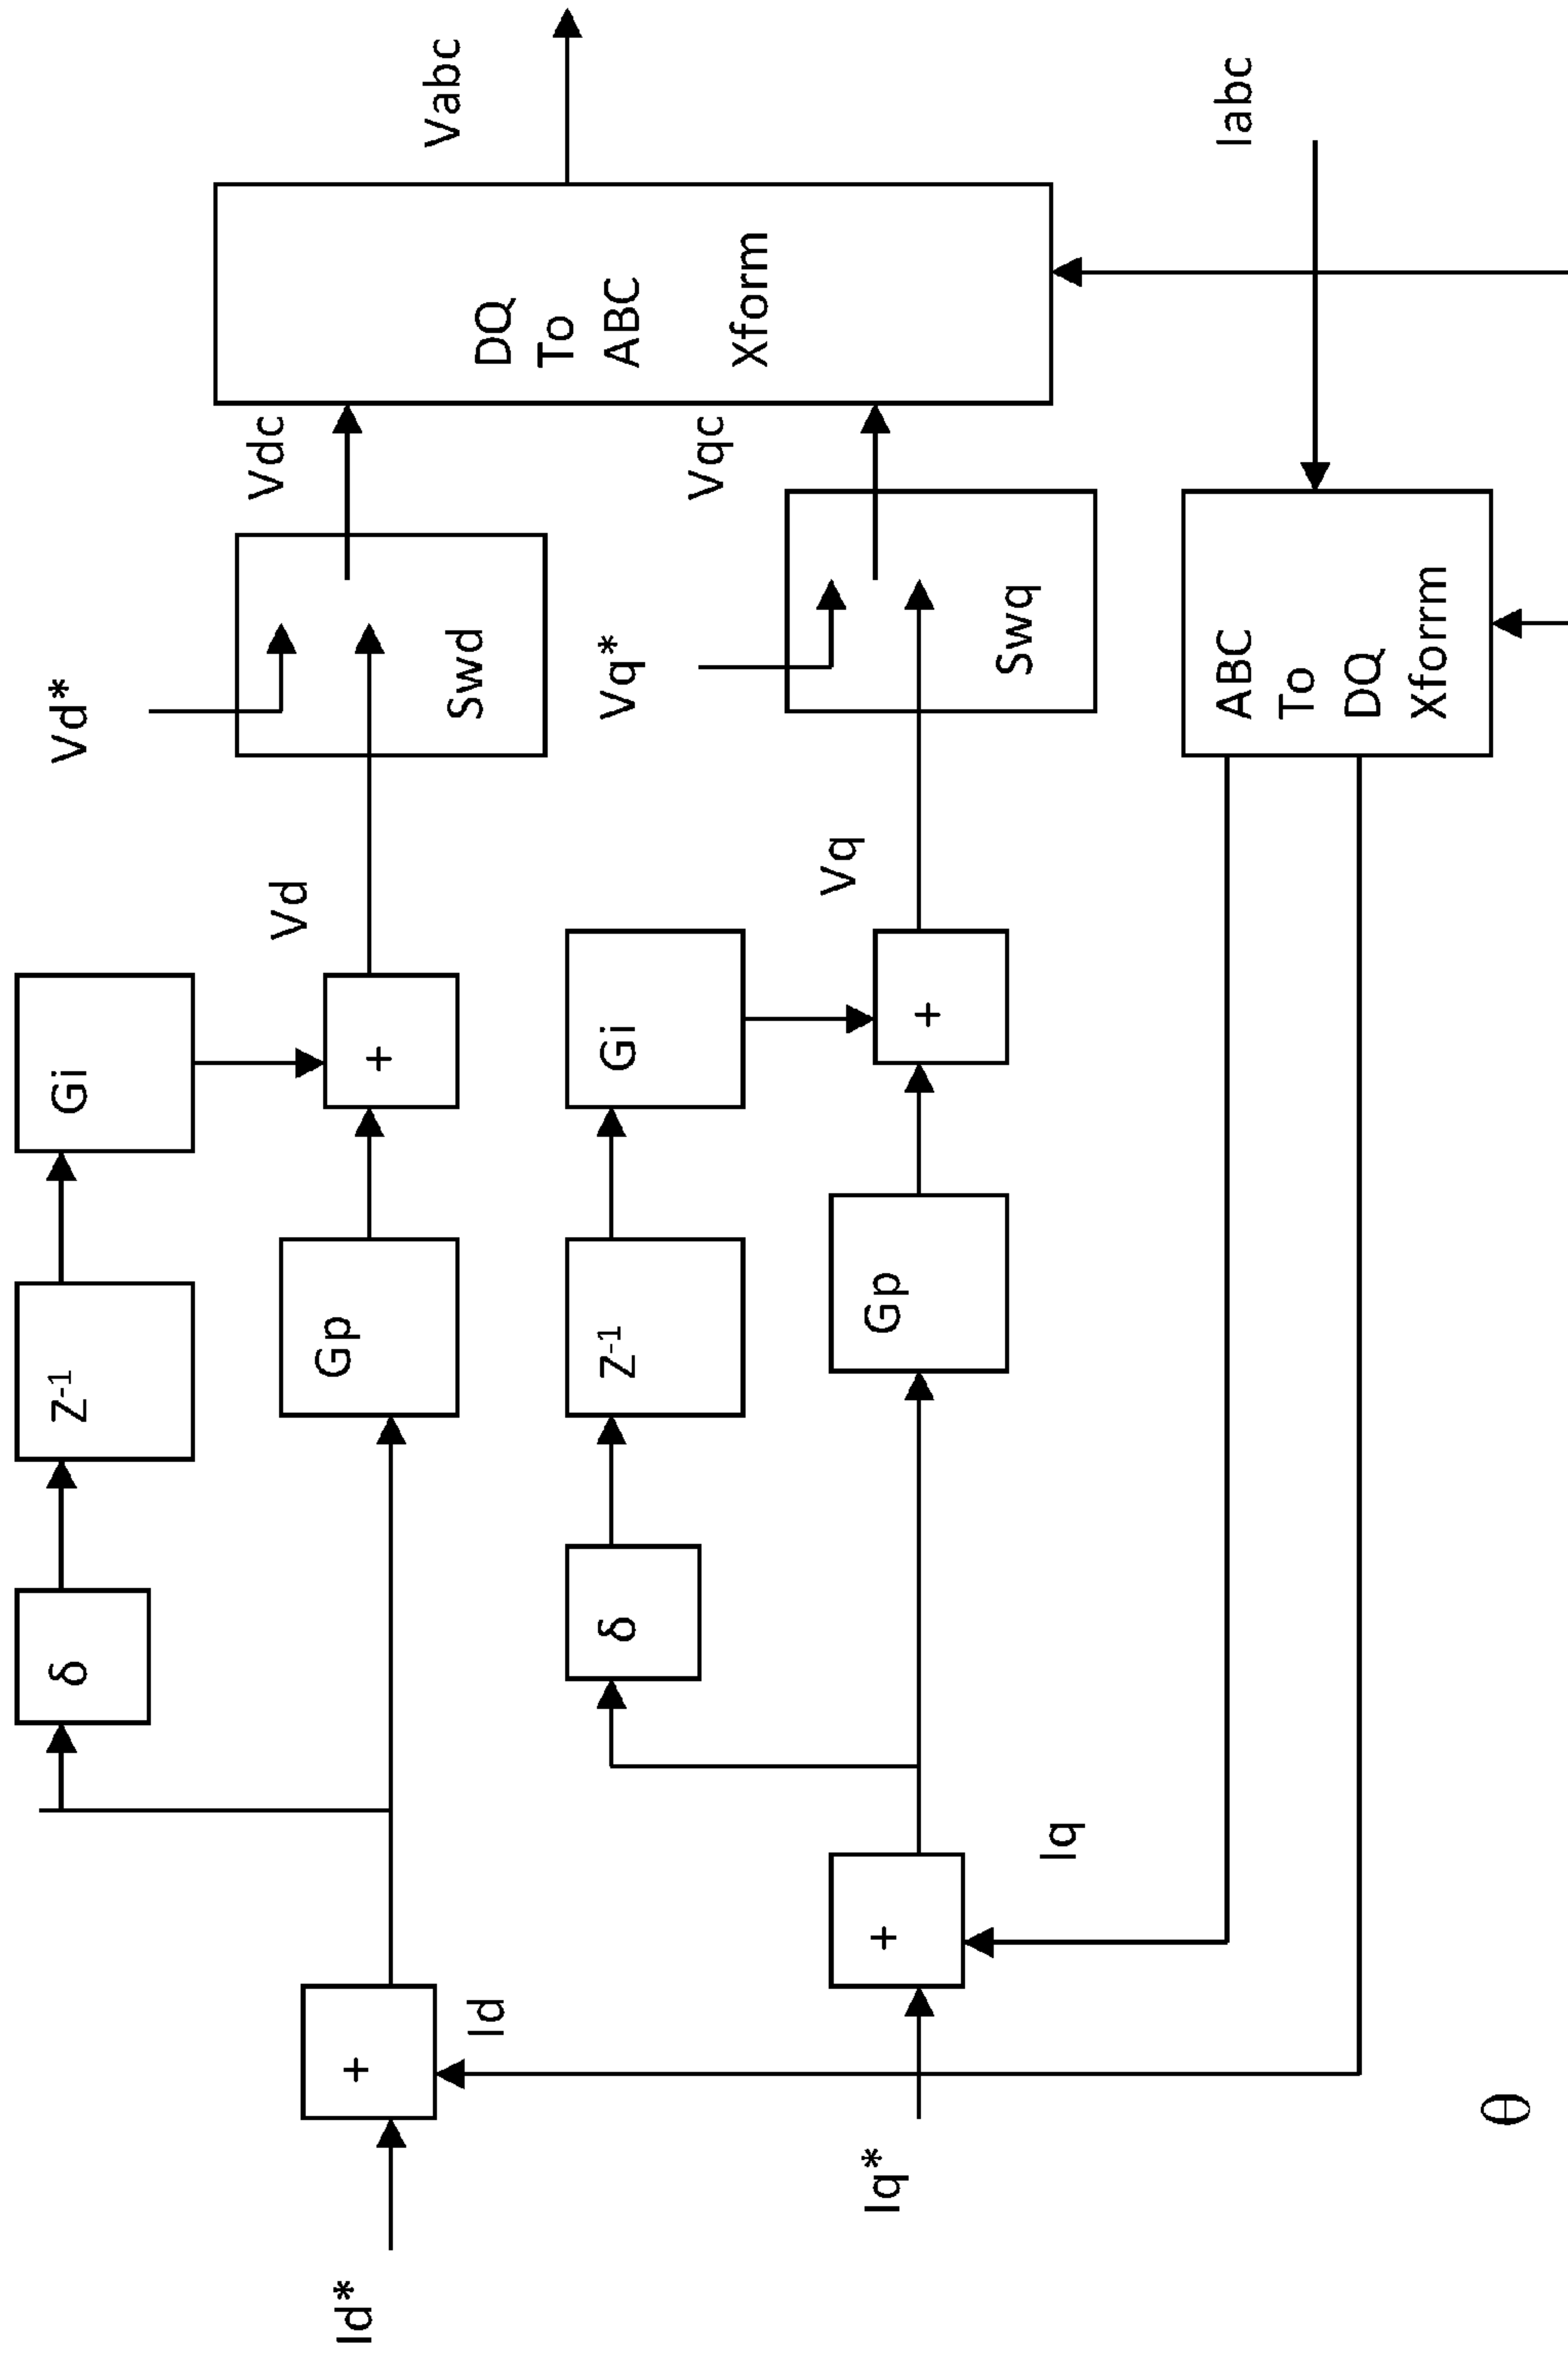 Vd*
Vdc
Vabc
δ
Z-1
Gi
Vd
Swd
Id*
+
Gp
+
Id
DQ
To
ABC
Xform
Vq*
Vqc
δ
Z-1
Gi
Vq
Swq
Iq*
+
Gp
+
Iq
Iabc
ABC
To
DQ
Xforrm
θ